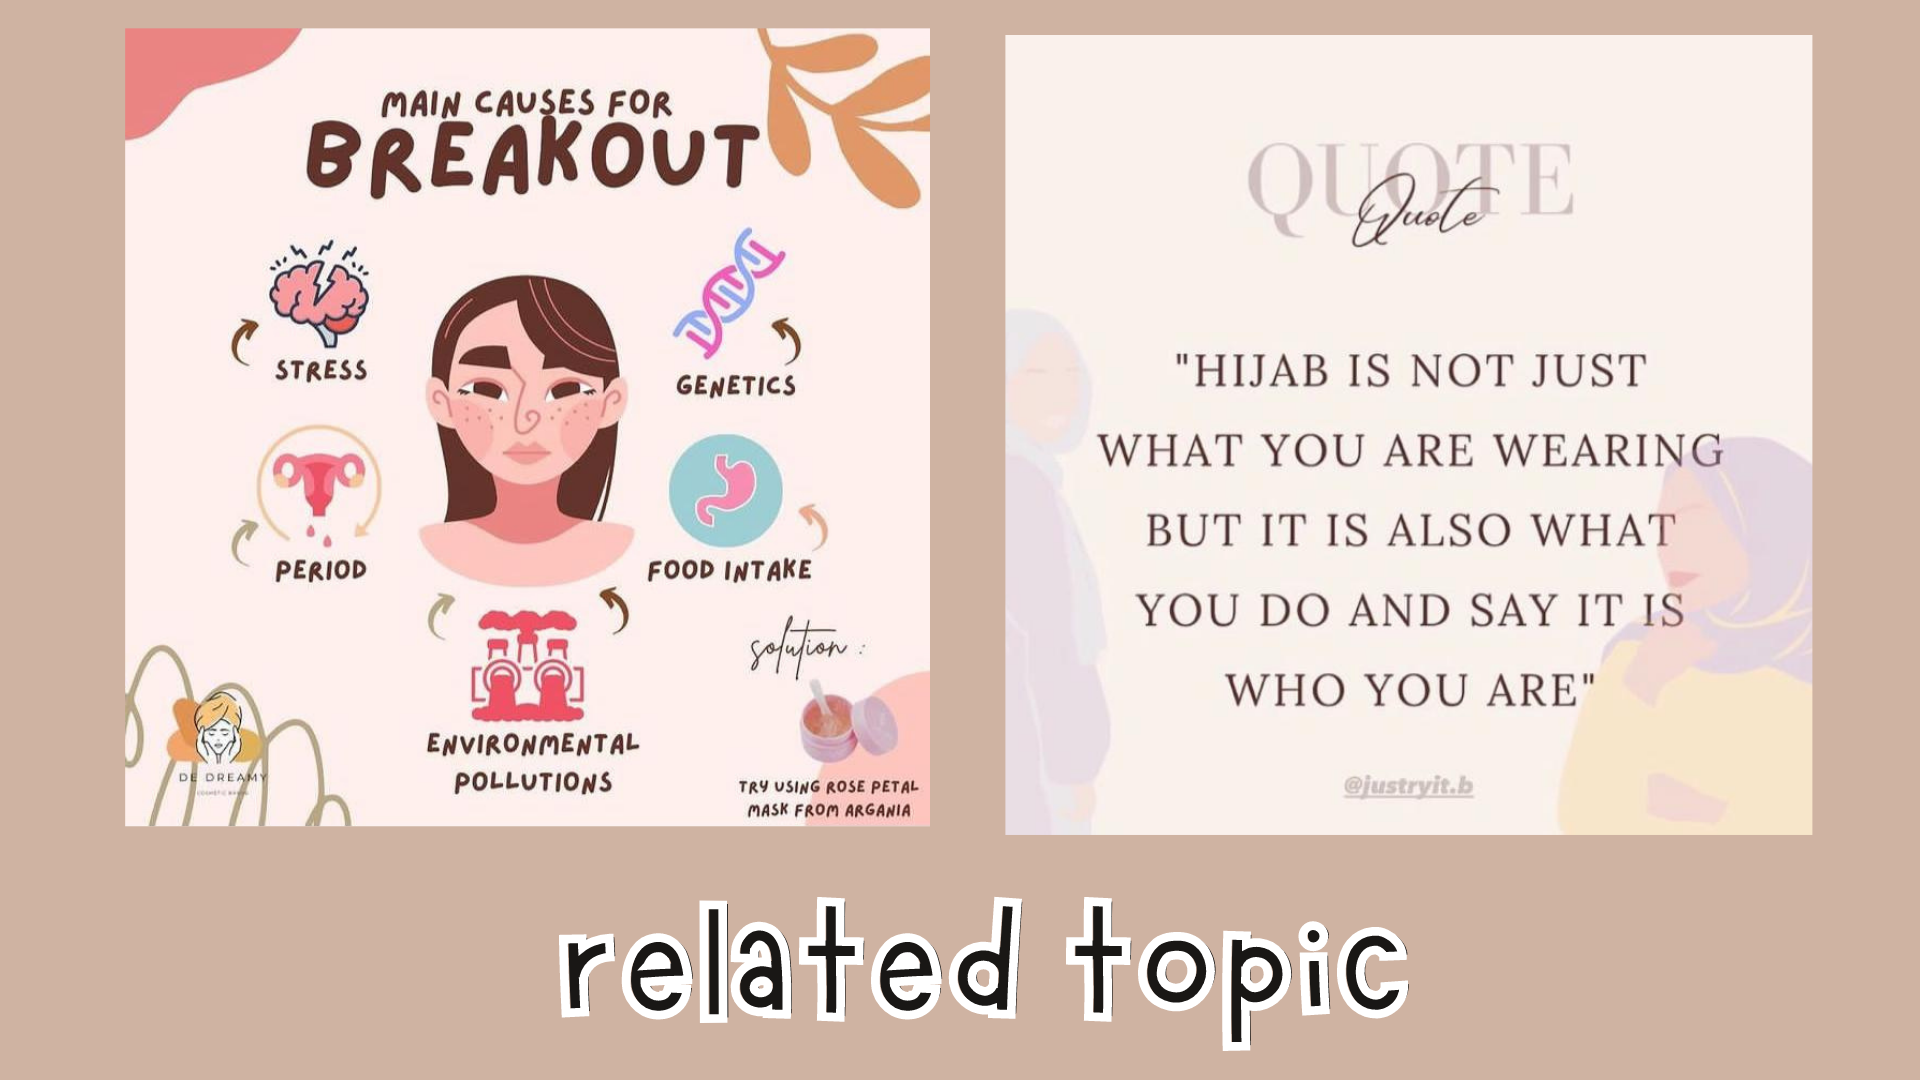 MAIN CAUSES FOR
BREAKOUT
STRESS
GENETICS
PERIOD
FOOD INTAKE
ENVIRONMENTAL
POLLUTIONS
solution :
TRY USING ROSE PETAL
MASK FROM ARGANIA
DE DREAMY
COSMETIC BRAND
QUOTE
Quote
"HIJAB IS NOT JUST
WHAT YOU ARE WEARING
BUT IT IS ALSO WHAT
YOU DO AND SAY IT IS
WHO YOU ARE"
@justryit.b
related topic